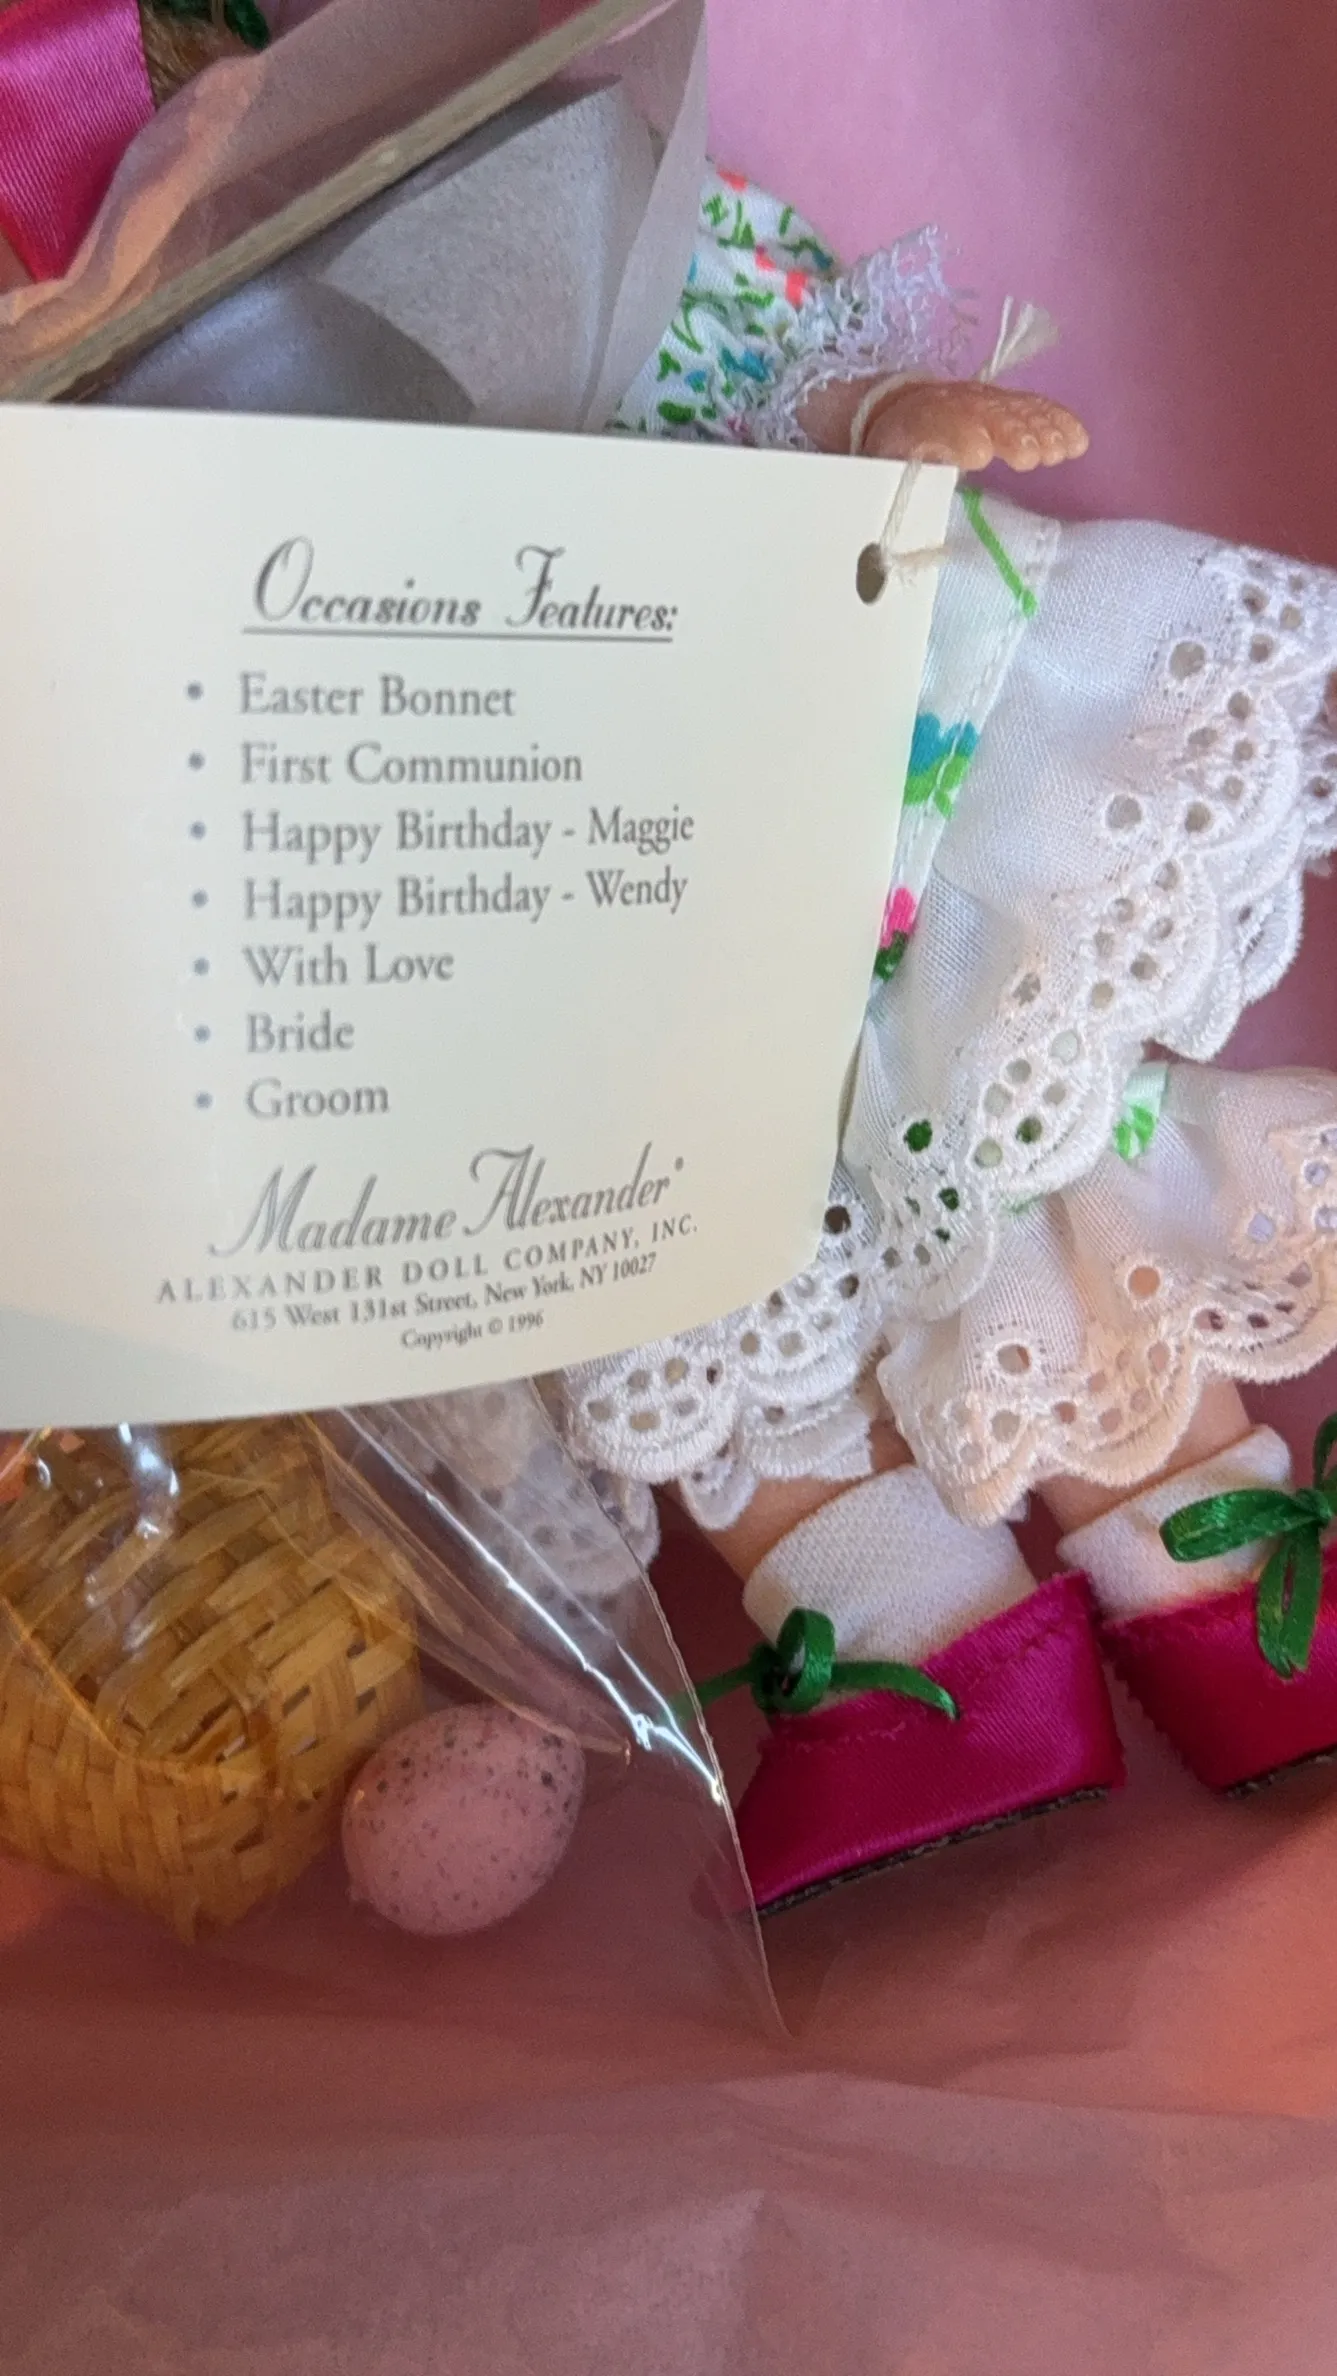 Occasions Features:
• Easter Bonnet
• First Communion
• Happy Birthday - Maggie
• Happy Birthday - Wendy
• With Love
• Bride
• Groom
Madame Alexander®
ALEXANDER DOLL COMPANY, INC.
615 West 131st Street, New York, NY 10027
Copyright © 1996